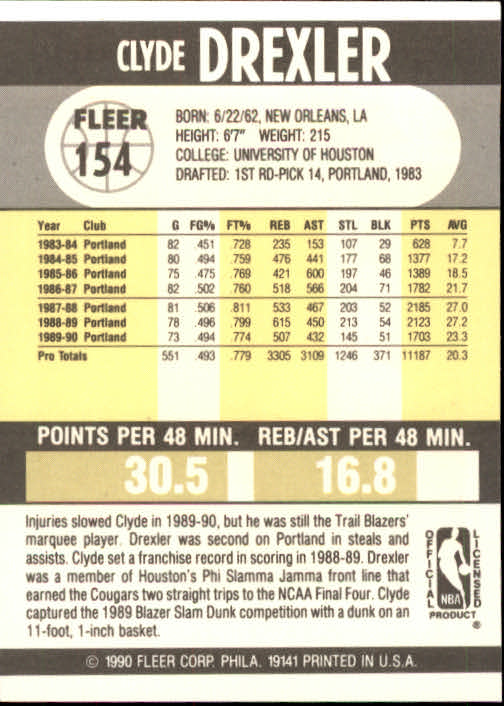 CLYDE DREXLER
FLEER
154
BORN: 6/22/62, NEW ORLEANS, LA
HEIGHT: 6'7" WEIGHT: 215
COLLEGE: UNIVERSITY OF HOUSTON
DRAFTED: 1ST RD-PICK 14, PORTLAND, 1983
Year Club G FG% FT% REB AST STL BLK PTS AVG
1983-84 Portland 82 .451 .728 235 153 107 29 628 7.7
1984-85 Portland 80 .494 .759 476 441 177 68 1377 17.2
1985-86 Portland 75 .475 .769 421 600 197 46 1389 18.5
1986-87 Portland 82 .502 .760 518 566 204 71 1782 21.7
1987-88 Portland 81 .506 .811 533 467 203 52 2185 27.0
1988-89 Portland 78 .496 .799 615 450 213 54 2123 27.2
1989-90 Portland 73 .494 .774 507 432 145 51 1703 23.3
Pro Totals 551 .493 .779 3305 3109 1246 371 11187 20.3
POINTS PER 48 MIN. REB/AST PER 48 MIN.
30.5 16.8
Injuries slowed Clyde in 1989-90, but he was still the Trail Blazers'
marquee player. Drexler was second on Portland in steals and
assists. Clyde set a franchise record in scoring in 1988-89. Drexler
was a member of Houston's Phi Slamma Jamma front line that
earned the Cougars two straight trips to the NCAA Final Four. Clyde
captured the 1989 Blazer Slam Dunk competition with a dunk on an
11-foot, 1-inch basket.
OFFICIAL
LICENSED
NBA
PRODUCT ®
© 1990 FLEER CORP. PHILA. 19141 PRINTED IN U.S.A.